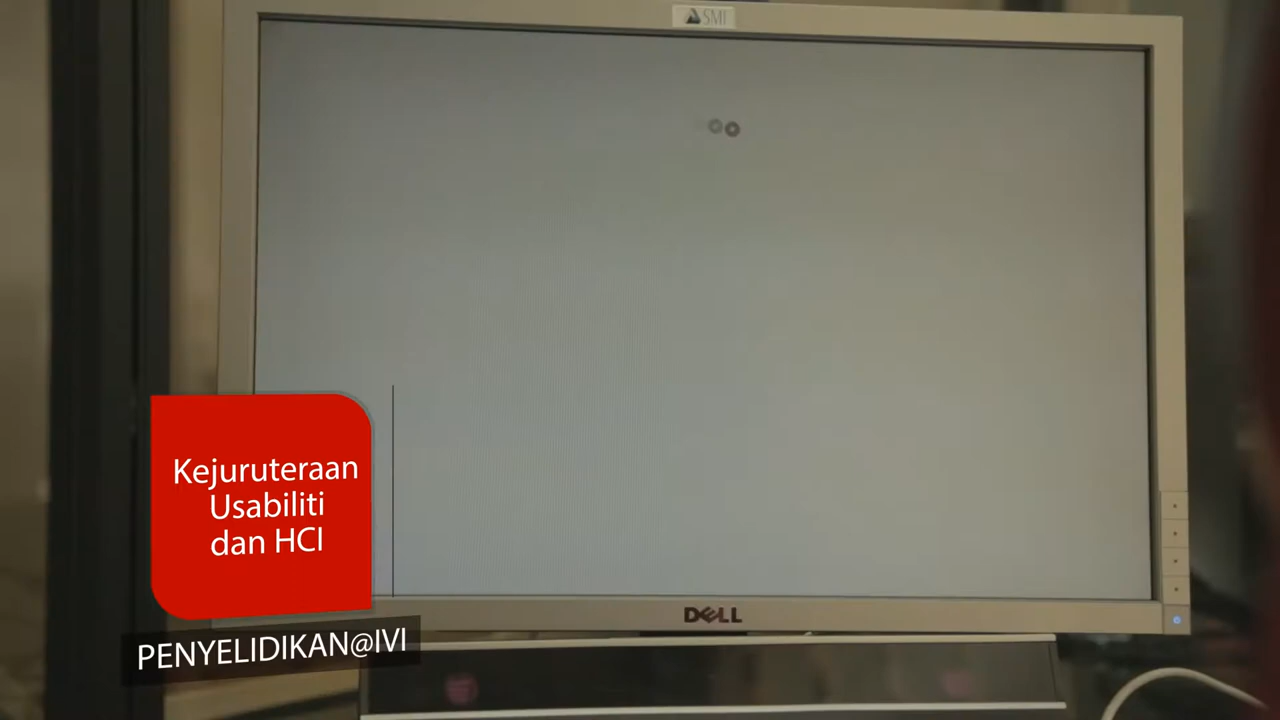 SMI
Kejuruteraan
Usabiliti
dan HCI
DELL
PENYELIDIKAN@IVI